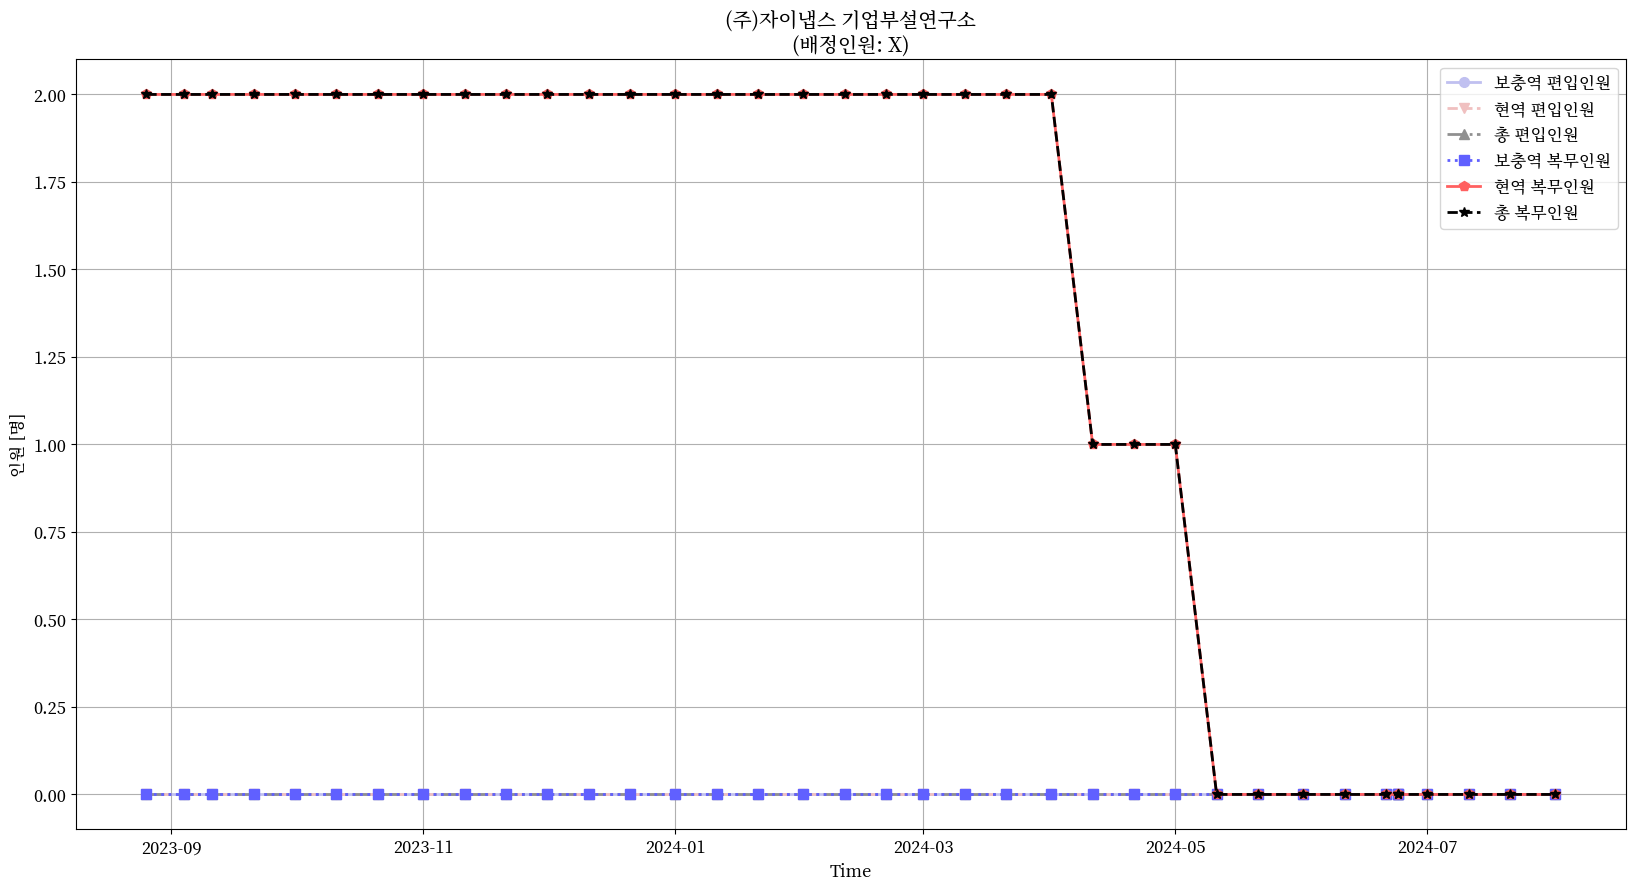 (주)자이냅스 기업부설연구소
(배정인원: X)
보충역 편입인원
현역 편입인원
총 편입인원
보충역 복무인원
현역 복무인원
총 복무인원
인원 [명]
2.00
1.75
1.50
1.25
1.00
0.75
0.50
0.25
0.00
2023-09
2023-11
2024-01
2024-03
2024-05
2024-07
Time